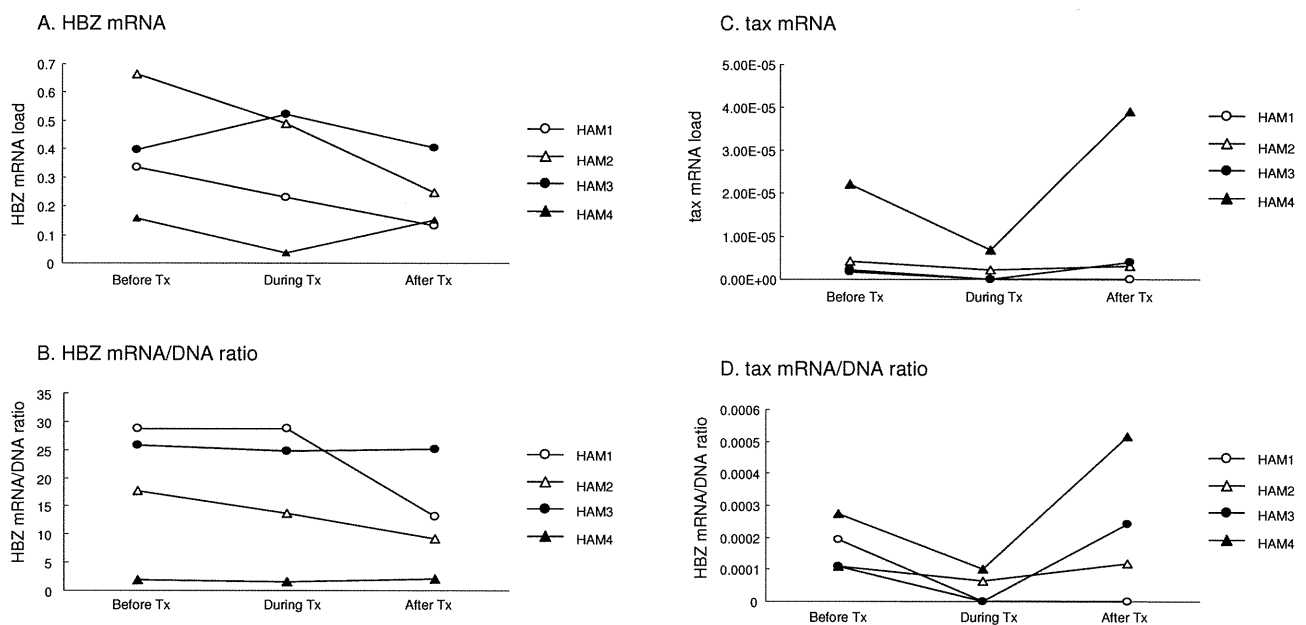 A. HBZ mRNA
HBZ mRNA load
0.7
0.6
0.5
0.4
0.3
0.2
0.1
0
Before Tx
During Tx
After Tx
HAM1
HAM2
HAM3
HAM4
B. HBZ mRNA/DNA ratio
HBZ mRNA/DNA ratio
35
30
25
20
15
10
5
0
Before Tx
During Tx
After Tx
HAM1
HAM2
HAM3
HAM4
C. tax mRNA
tax mRNA load
5.00E-05
4.00E-05
3.00E-05
2.00E-05
1.00E-05
0.00E+00
Before Tx
During Tx
After Tx
HAM1
HAM2
HAM3
HAM4
D. tax mRNA/DNA ratio
HBZ mRNA/DNA ratio
0.0006
0.0005
0.0004
0.0003
0.0002
0.0001
0
Before Tx
During Tx
After Tx
HAM1
HAM2
HAM3
HAM4